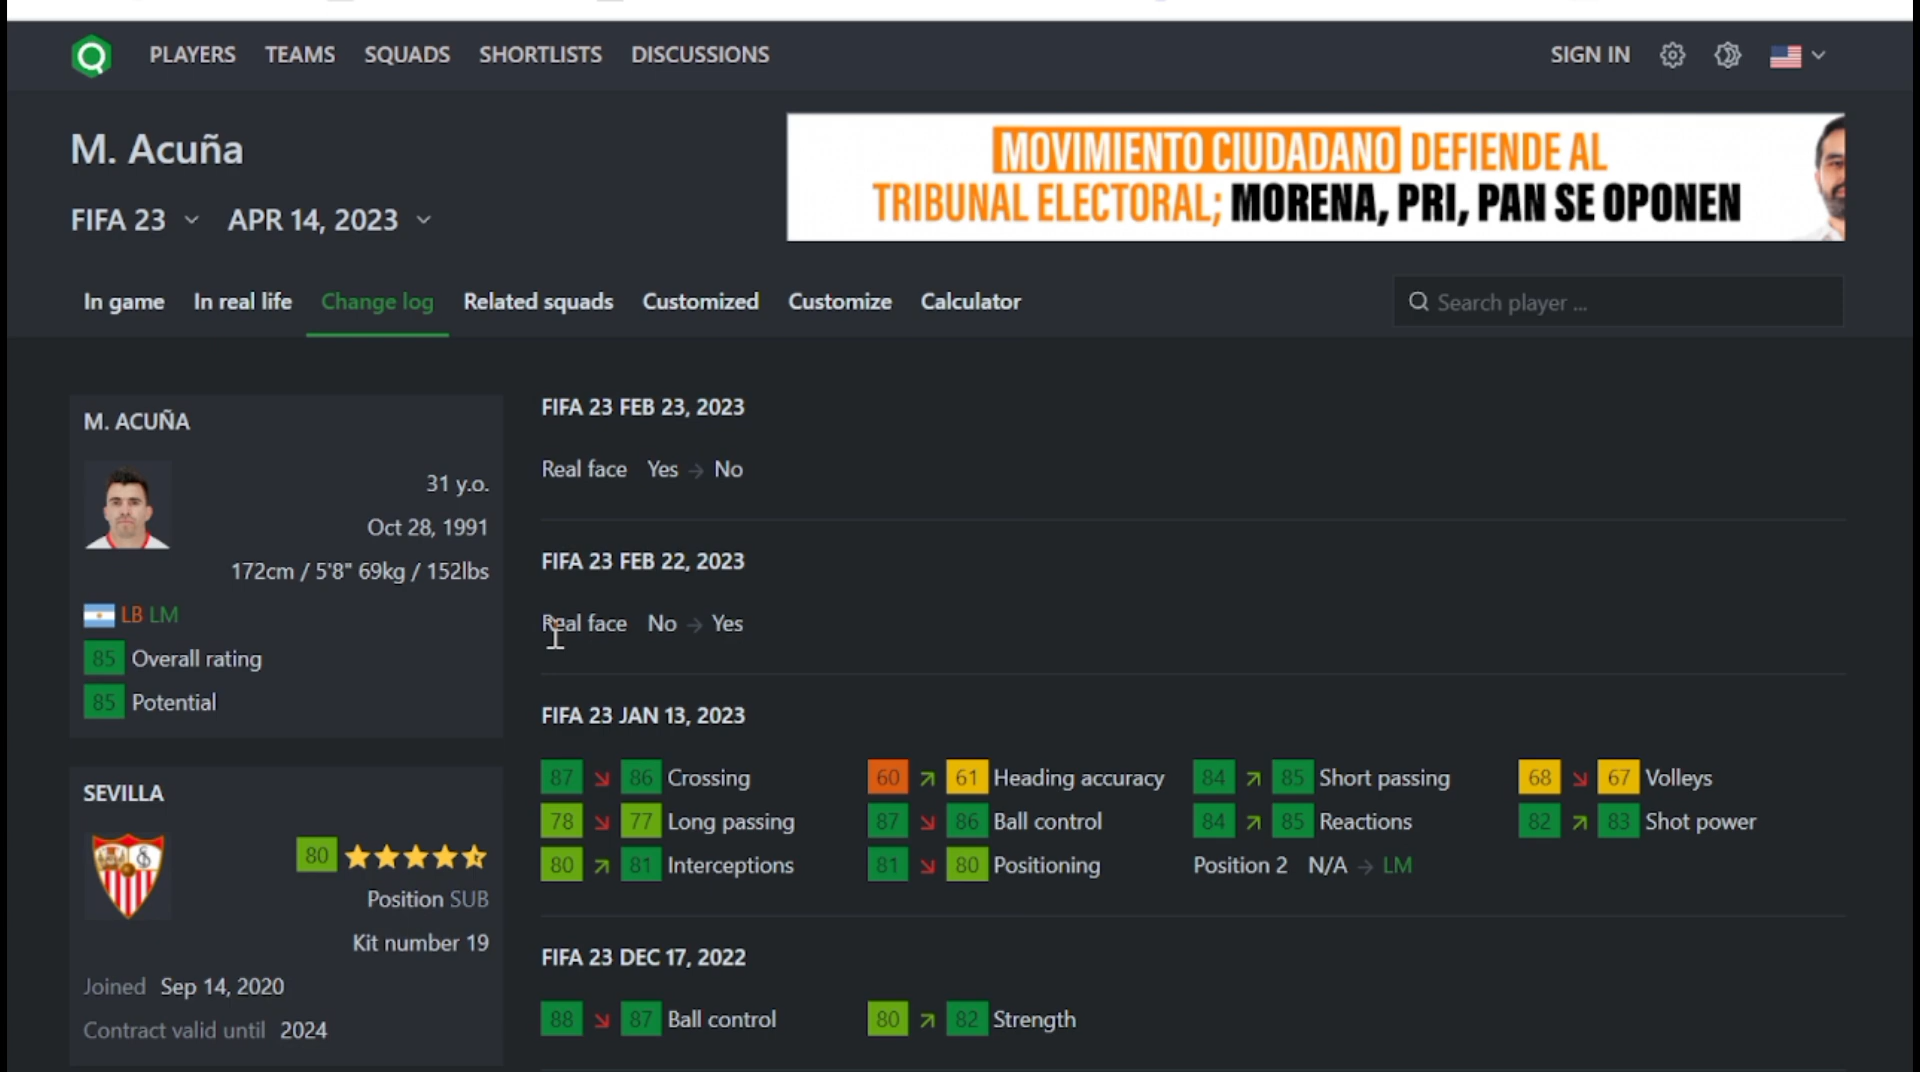 PLAYERS TEAMS SQUADS SHORTLISTS DISCUSSIONS SIGN IN
M. Acuña
FIFA 23 APR 14, 2023
MOVIMIENTO CIUDADANO DEFIENDE AL
TRIBUNAL ELECTORAL; MORENA, PRI, PAN SE OPONEN
In game In real life Change log Related squads Customized Customize Calculator Search player ...
M. ACUÑA
31 y.o.
Oct 28, 1991
172cm / 5'8" 69kg / 152lbs
LB LM
85 Overall rating
85 Potential
SEVILLA
80
Position SUB
Kit number 19
Joined Sep 14, 2020
Contract valid until 2024
FIFA 23 FEB 23, 2023
Real face Yes → No
FIFA 23 FEB 22, 2023
Real face No → Yes
FIFA 23 JAN 13, 2023
87 ↘ 86 Crossing 60 ↗ 61 Heading accuracy 84 ↗ 85 Short passing 68 ↘ 67 Volleys
78 ↘ 77 Long passing 87 ↘ 86 Ball control 84 ↗ 85 Reactions 82 ↗ 83 Shot power
80 ↗ 81 Interceptions 81 ↘ 80 Positioning Position 2 N/A → LM
FIFA 23 DEC 17, 2022
88 ↘ 87 Ball control 80 ↗ 82 Strength